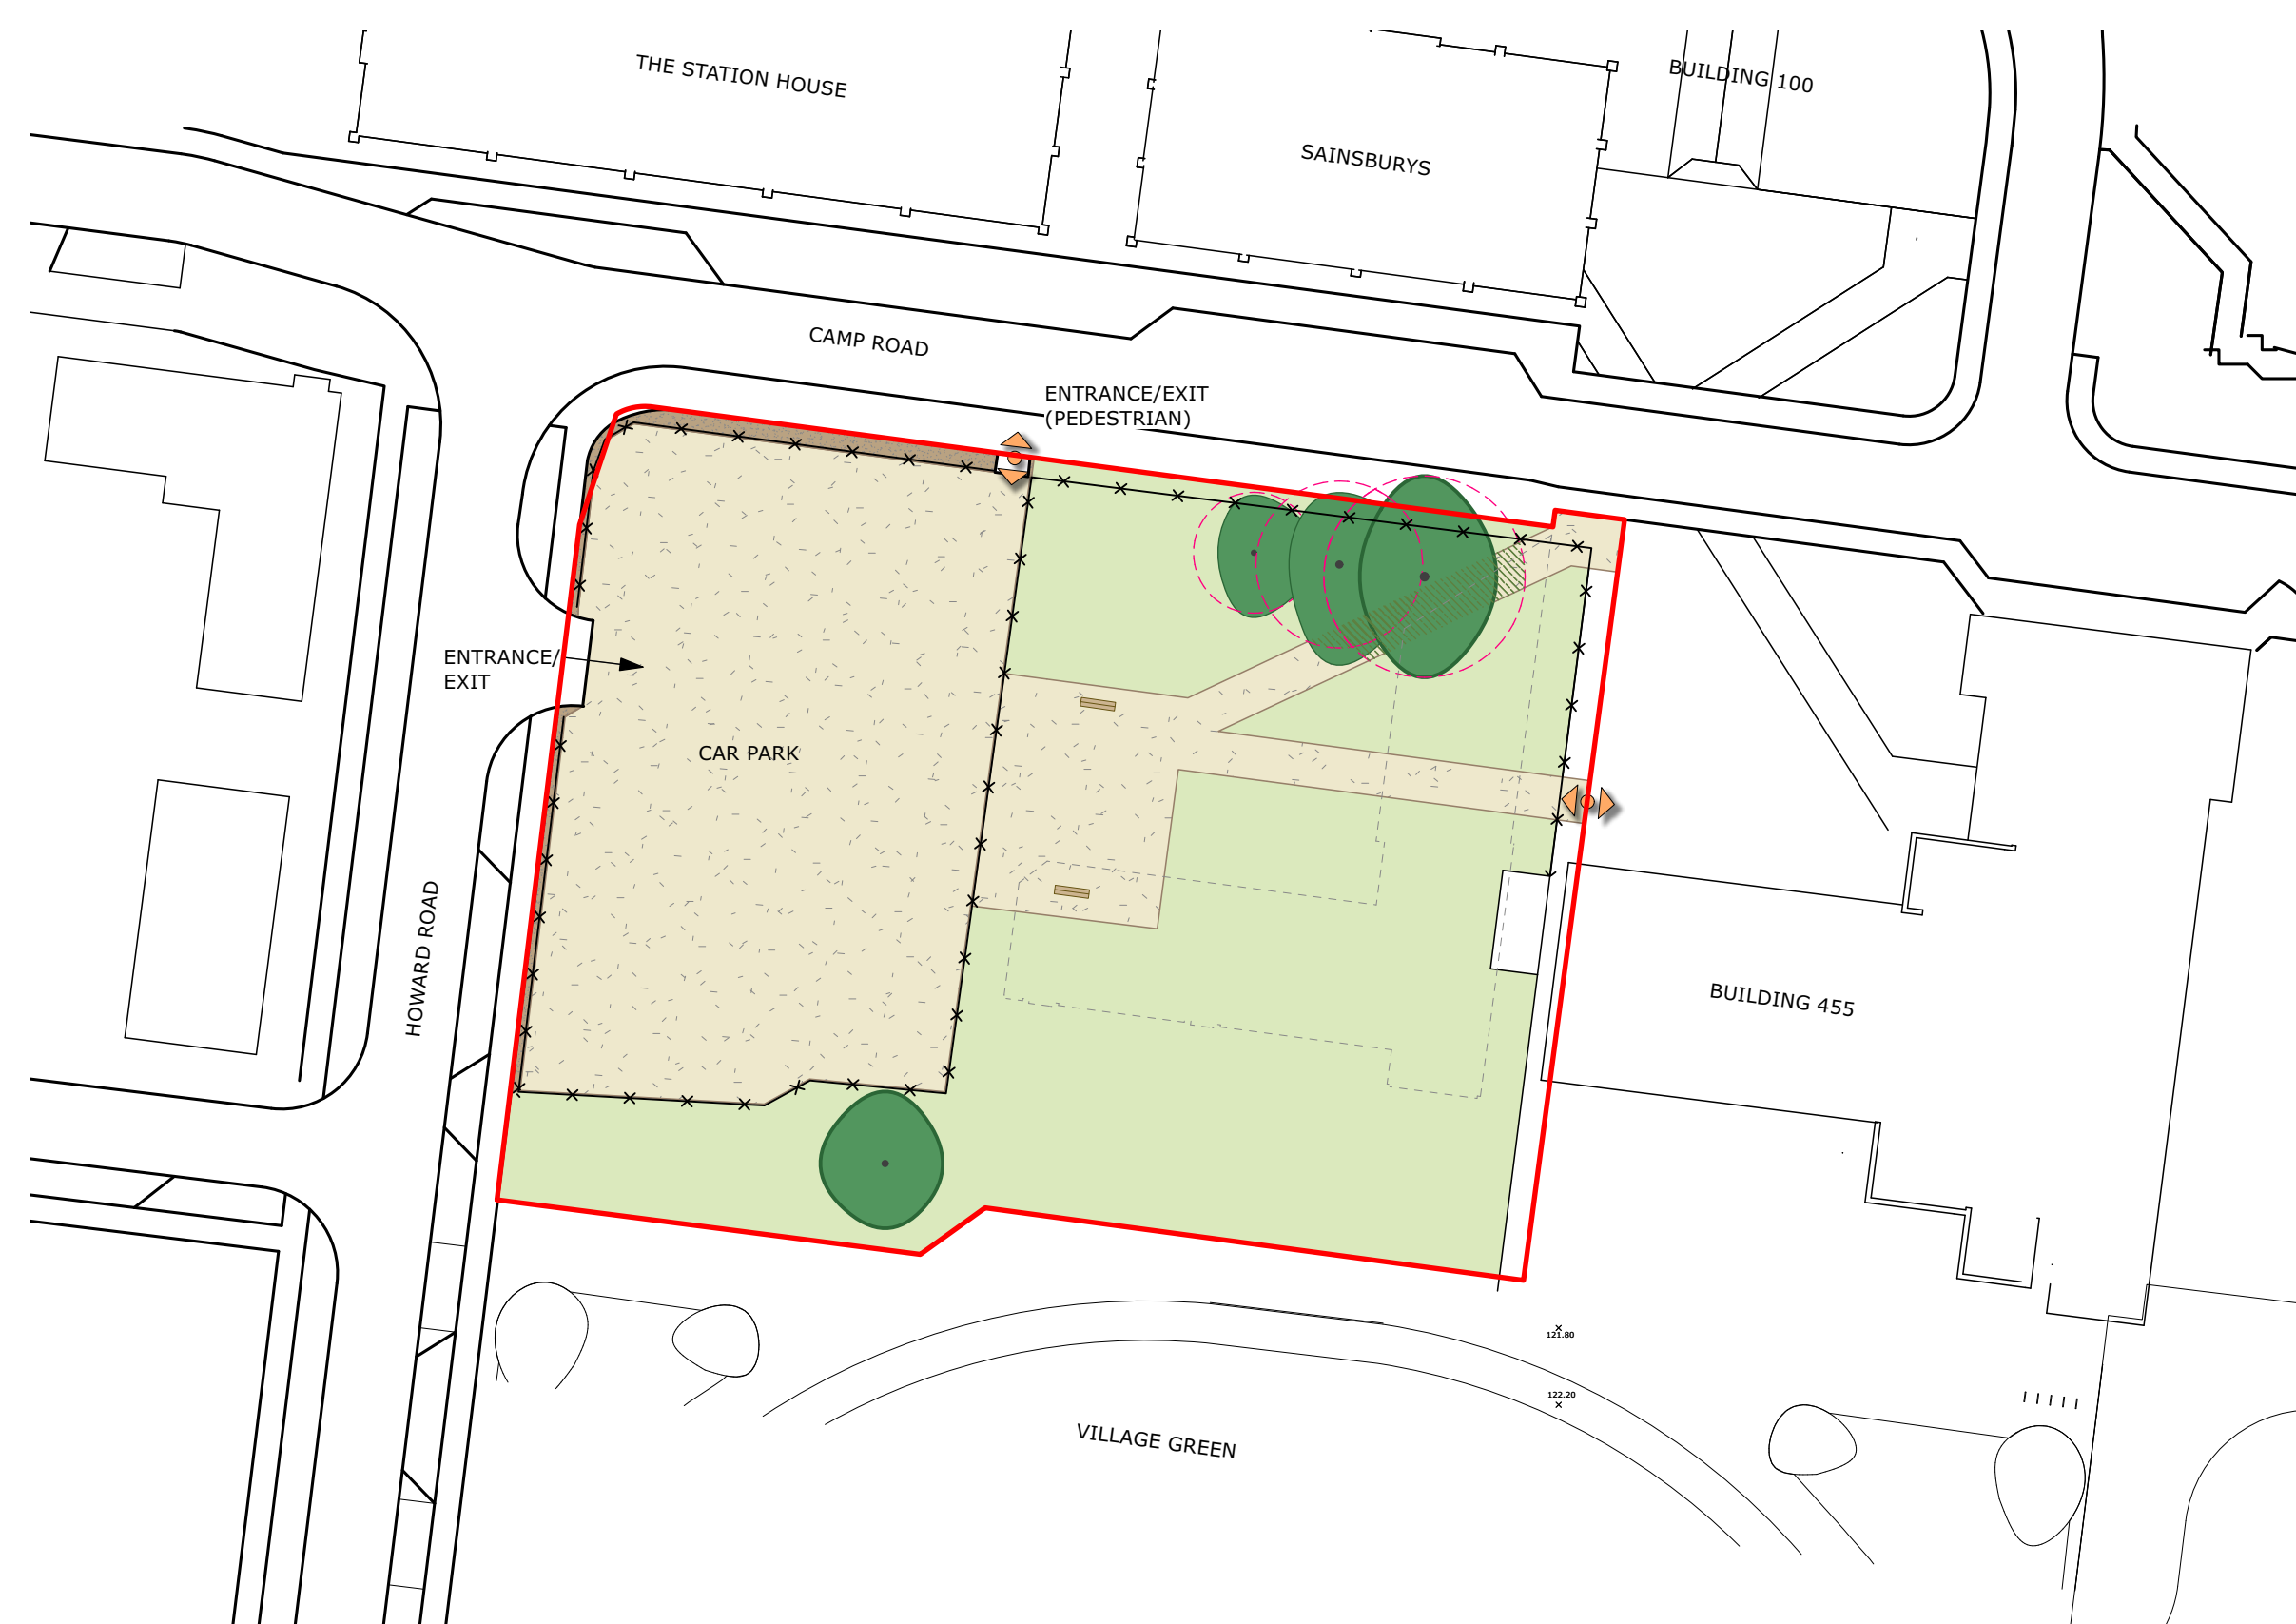 THE STATION HOUSE
BUILDING 100
SAINSBURYS
CAMP ROAD
ENTRANCE/EXIT
(PEDESTRIAN)
ENTRANCE/
EXIT
CAR PARK
HOWARD ROAD
BUILDING 455
121.80
122.20
VILLAGE GREEN